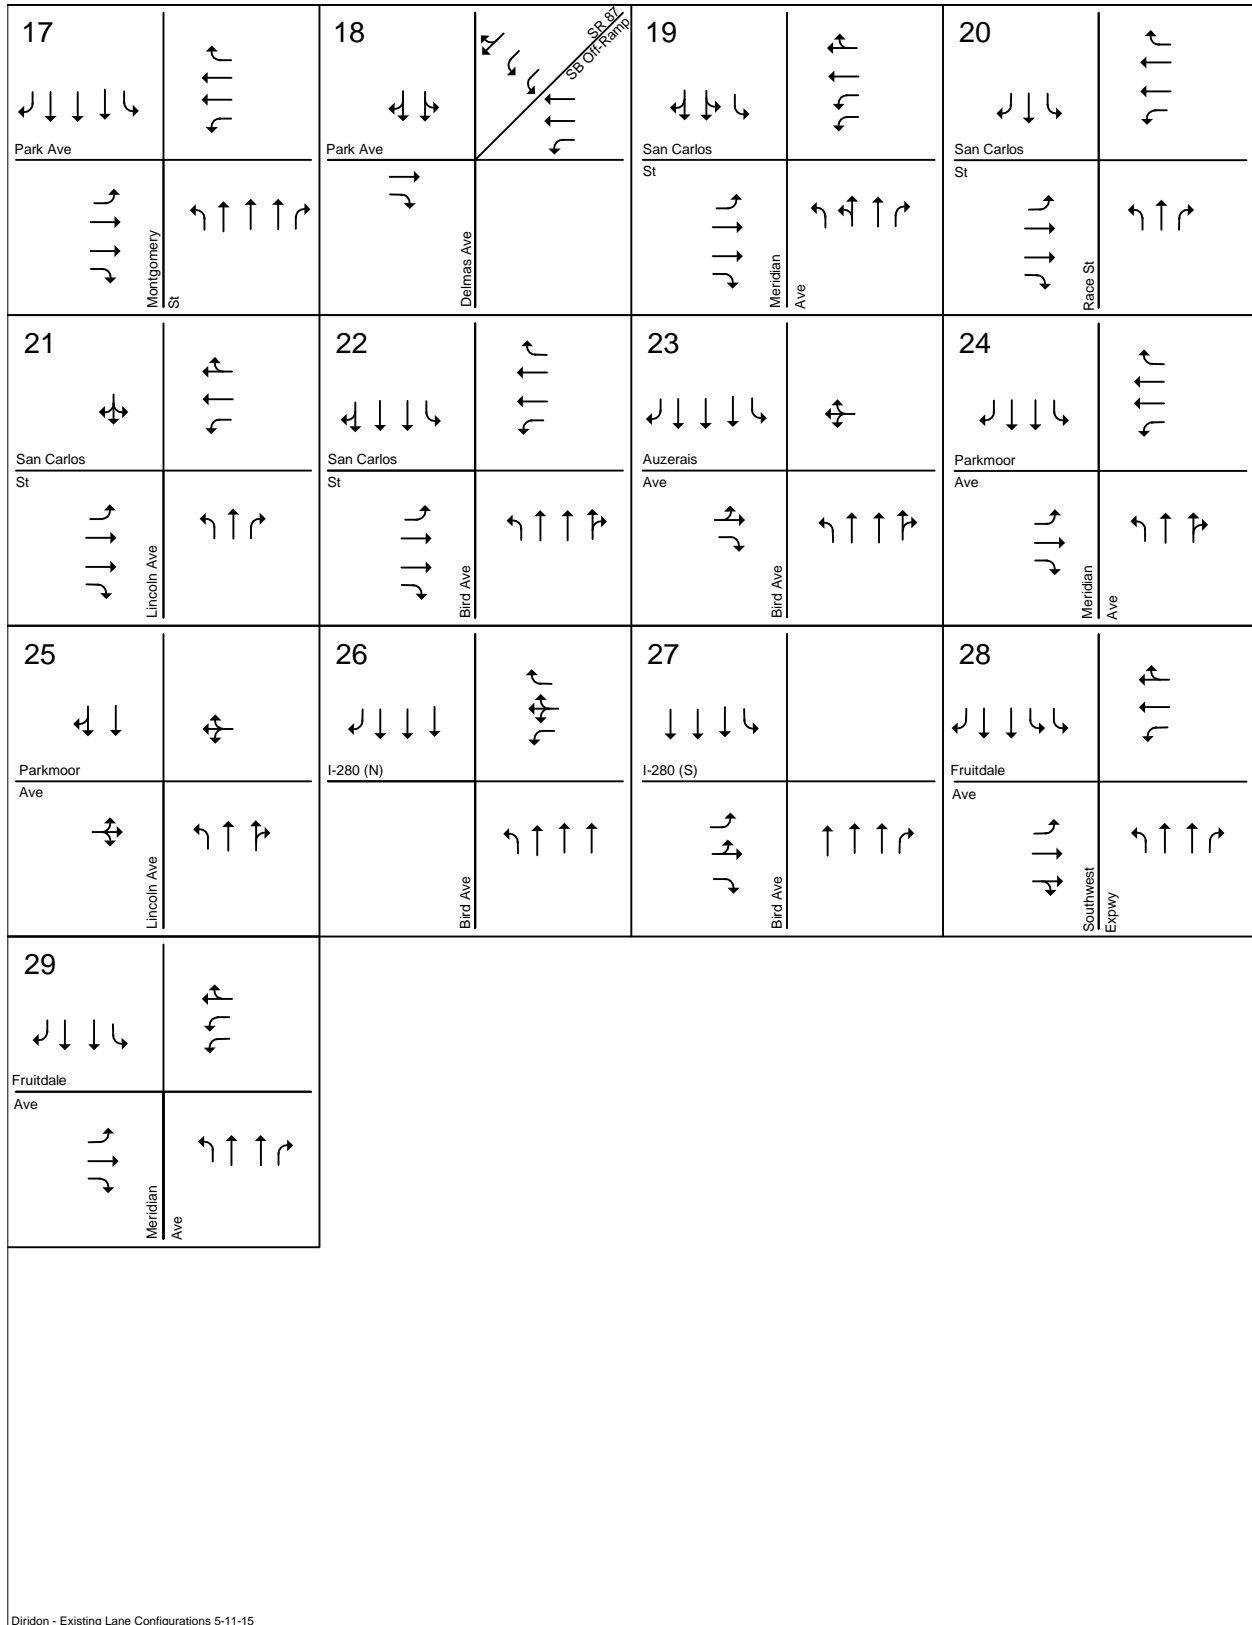 17
Park Ave
Montgomery
St
18
SR 87
SB Off-Ramp
Park Ave
Delmas Ave
19
San Carlos
St
Meridian
Ave
20
San Carlos
St
Race St
21
San Carlos
St
Lincoln Ave
22
San Carlos
St
Bird Ave
23
Auzerais
Ave
Bird Ave
24
Parkmoor
Ave
Meridian
Ave
25
Parkmoor
Ave
Lincoln Ave
26
I-280 (N)
Bird Ave
27
I-280 (S)
Bird Ave
28
Fruitdale
Ave
Southwest
Expwy
29
Fruitdale
Ave
Meridian
Ave
Diridon - Existing Lane Configurations 5-11-15